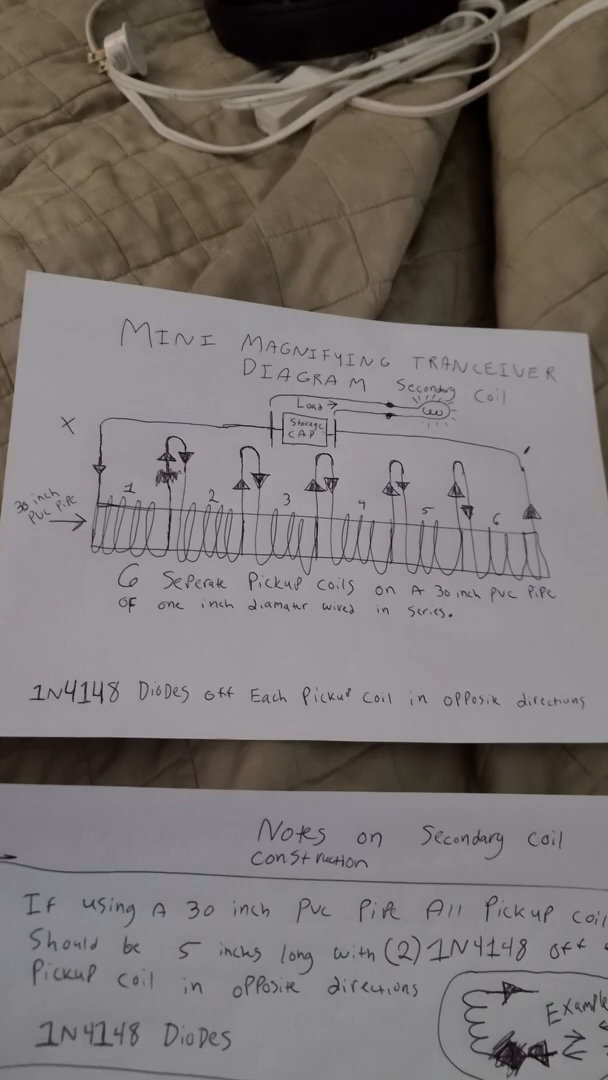 MINI MAGNIFYING TRANCEIVER
DIAGRAM
Secondary Coil
Load
Storage
CAP
X
30 inch
PVC PiPe
1
2
3
4
5
6
6 SePerate Pickup coils on A 30 inch PVC PiPe
OF one inch diamatur wired in series.
1N4148 DioDes off Each Pickup coil in opposite directions
Notes on Secondary Coil
construction
If using A 30 inch PVC PiPe All Pickup coil
Should be 5 inches long with (2) 1N4148 off
Pickup coil in opposite directions
Example
1N4148 DioDes